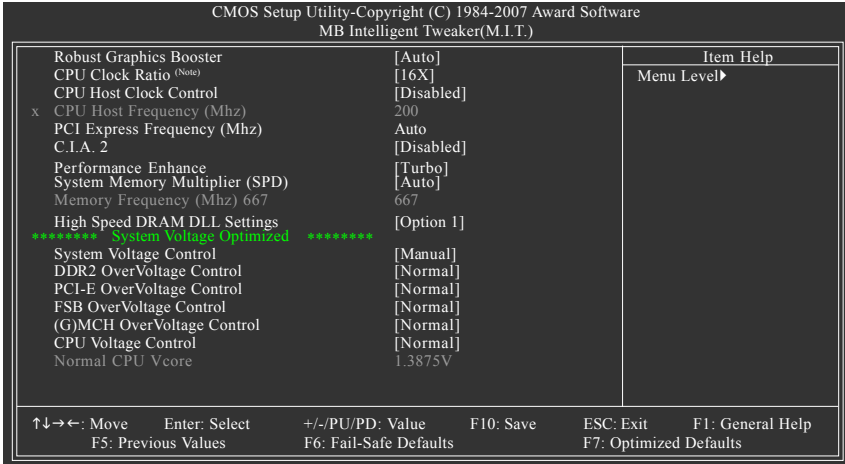 CMOS Setup Utility-Copyright (C) 1984-2007 Award Software
MB Intelligent Tweaker(M.I.T.)
Robust Graphics Booster [Auto] Item Help
CPU Clock Ratio (Note) [16X] Menu Level▶
CPU Host Clock Control [Disabled]
x CPU Host Frequency (Mhz) 200
PCI Express Frequency (Mhz) Auto
C.I.A. 2 [Disabled]
Performance Enhance [Turbo]
System Memory Multiplier (SPD) [Auto]
Memory Frequency (Mhz) 667 667
High Speed DRAM DLL Settings [Option 1]
******** System Voltage Optimized ********
System Voltage Control [Manual]
DDR2 OverVoltage Control [Normal]
PCI-E OverVoltage Control [Normal]
FSB OverVoltage Control [Normal]
(G)MCH OverVoltage Control [Normal]
CPU Voltage Control [Normal]
Normal CPU Vcore 1.3875V
↑↓→←: Move Enter: Select +/-/PU/PD: Value F10: Save ESC: Exit F1: General Help
F5: Previous Values F6: Fail-Safe Defaults F7: Optimized Defaults